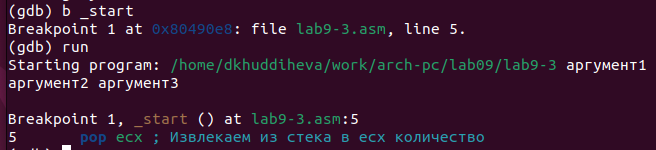 (gdb) b _start
Breakpoint 1 at 0x80490e8: file lab9-3.asm, line 5.
(gdb) run
Starting program: /home/dkhuddiheva/work/arch-pc/lab09/lab9-3 аргумент1
аргумент2 аргумент3
Breakpoint 1, _start () at lab9-3.asm:5
5 pop ecx ; Извлекаем из стека в ecx количество